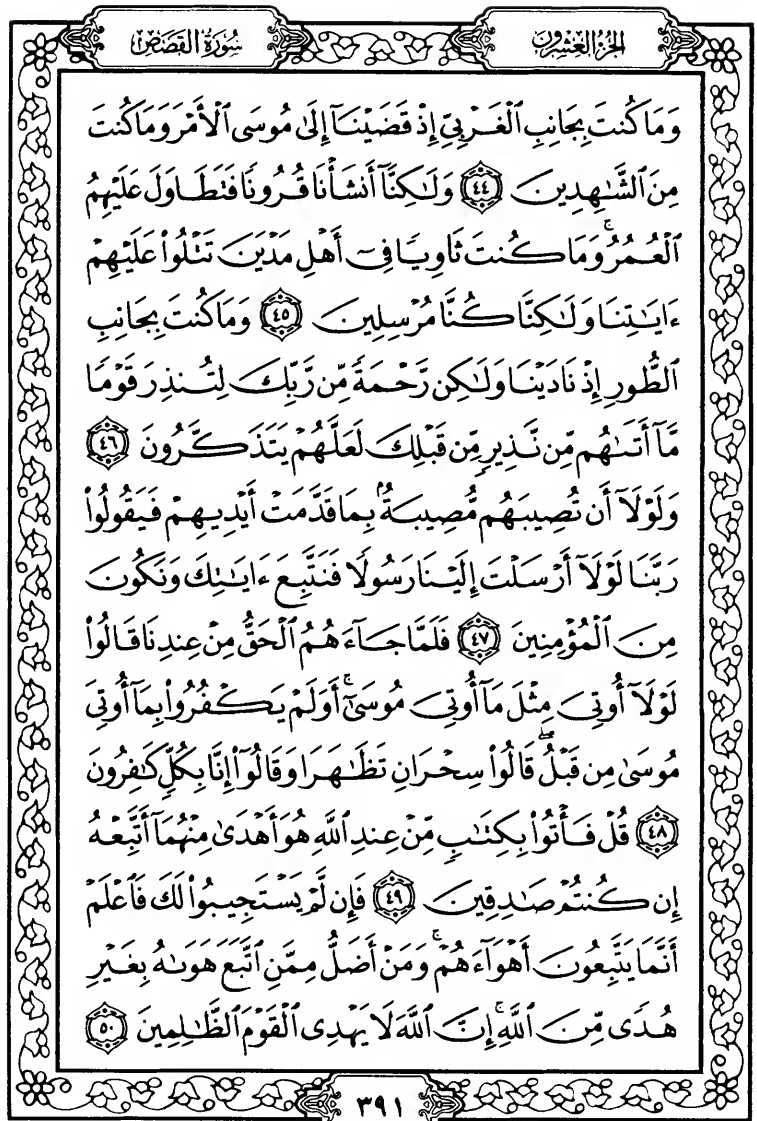 سُورَةُ القَصَصِ
الجُزْءُ العِشْرُونَ
وَمَا كُنتَ بِجَانِبِ ٱلْغَرْبِىِّ إِذْ قَضَيْنَآ إِلَىٰ مُوسَى ٱلْأَمْرَ وَمَا كُنتَ
مِنَ ٱلشَّٰهِدِينَ ٤٤ وَلَٰكِنَّآ أَنشَأْنَا قُرُونًا فَتَطَاوَلَ عَلَيْهِمُ
ٱلْعُمُرُ ۚ وَمَا كُنتَ ثَاوِيًا فِىٓ أَهْلِ مَدْيَنَ تَتْلُوا۟ عَلَيْهِمْ
ءَايَٰتِنَا وَلَٰكِنَّا كُنَّا مُرْسِلِينَ ٤٥ وَمَا كُنتَ بِجَانِبِ
ٱلطُّورِ إِذْ نَادَيْنَا وَلَٰكِن رَّحْمَةً مِّن رَّبِّكَ لِتُنذِرَ قَوْمًا
مَّآ أَتَىٰهُم مِّن نَّذِيرٍ مِّن قَبْلِكَ لَعَلَّهُمْ يَتَذَكَّرُونَ ٤٦
وَلَوْلَآ أَن تُصِيبَهُم مُّصِيبَةٌۢ بِمَا قَدَّمَتْ أَيْدِيهِمْ فَيَقُولُوا۟
رَبَّنَا لَوْلَآ أَرْسَلْتَ إِلَيْنَا رَسُولًا فَنَتَّبِعَ ءَايَٰتِكَ وَنَكُونَ
مِنَ ٱلْمُؤْمِنِينَ ٤٧ فَلَمَّا جَآءَهُمُ ٱلْحَقُّ مِنْ عِندِنَا قَالُوا۟
لَوْلَآ أُوتِىَ مِثْلَ مَآ أُوتِىَ مُوسَىٰٓ ۚ أَوَلَمْ يَكْفُرُوا۟ بِمَآ أُوتِىَ
مُوسَىٰ مِن قَبْلُ ۖ قَالُوا۟ سِحْرَانِ تَظَٰهَرَا وَقَالُوٓا۟ إِنَّا بِكُلٍّ كَٰفِرُونَ
٤٨ قُلْ فَأْتُوا۟ بِكِتَٰبٍ مِّنْ عِندِ ٱللَّهِ هُوَ أَهْدَىٰ مِنْهُمَآ أَتَّبِعْهُ
إِن كُنتُمْ صَٰدِقِينَ ٤٩ فَإِن لَّمْ يَسْتَجِيبُوا۟ لَكَ فَٱعْلَمْ
أَنَّمَا يَتَّبِعُونَ أَهْوَآءَهُمْ ۚ وَمَنْ أَضَلُّ مِمَّنِ ٱتَّبَعَ هَوَىٰهُ بِغَيْرِ
هُدًى مِّنَ ٱللَّهِ ۚ إِنَّ ٱللَّهَ لَا يَهْدِى ٱلْقَوْمَ ٱلظَّٰلِمِينَ ٥٠
٣٩١